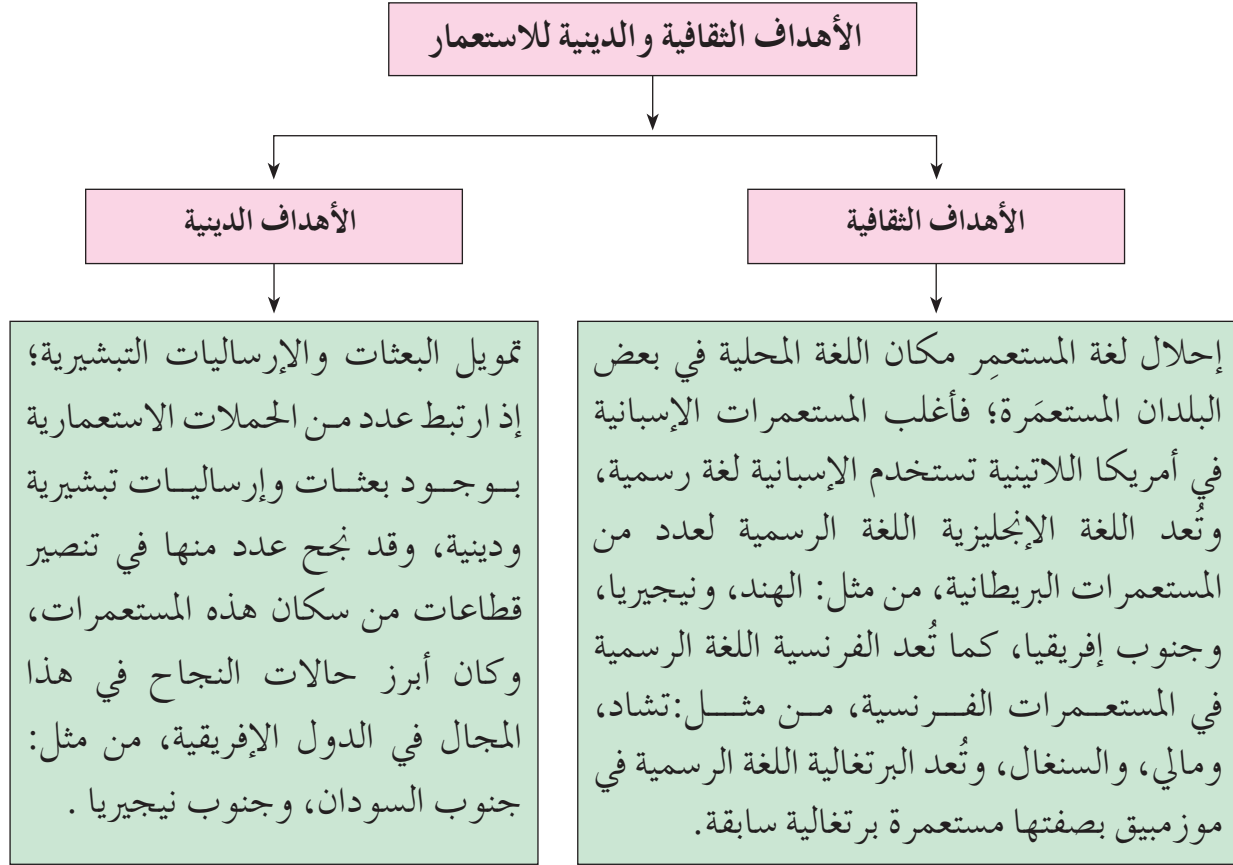 الأهداف الثقافية والدينية للاستعمار
الأهداف الثقافية
إحلال لغة المستعمِر مكان اللغة المحلية في بعض
البلدان المستعمَرة؛ فأغلب المستعمرات الإسبانية
في أمريكا اللاتينية تستخدم الإسبانية لغة رسمية،
وتُعد اللغة الإنجليزية اللغة الرسمية لعدد من
المستعمرات البريطانية، من مثل: الهند، ونيجيريا،
وجنوب إفريقيا، كما تُعد الفرنسية اللغة الرسمية
في المستعمرات الفرنسية، من مثل:تشاد،
ومالي، والسنغال، وتُعد البرتغالية اللغة الرسمية في
موزمبيق بصفتها مستعمرة برتغالية سابقة.
الأهداف الدينية
تمويل البعثات والإرساليات التبشيرية؛
إذ ارتبط عدد من الحملات الاستعمارية
بوجود بعثات وإرساليات تبشيرية
ودينية، وقد نجح عدد منها في تنصير
قطاعات من سكان هذه المستعمرات،
وكان أبرز حالات النجاح في هذا
المجال في الدول الإفريقية، من مثل:
جنوب السودان، وجنوب نيجيريا .